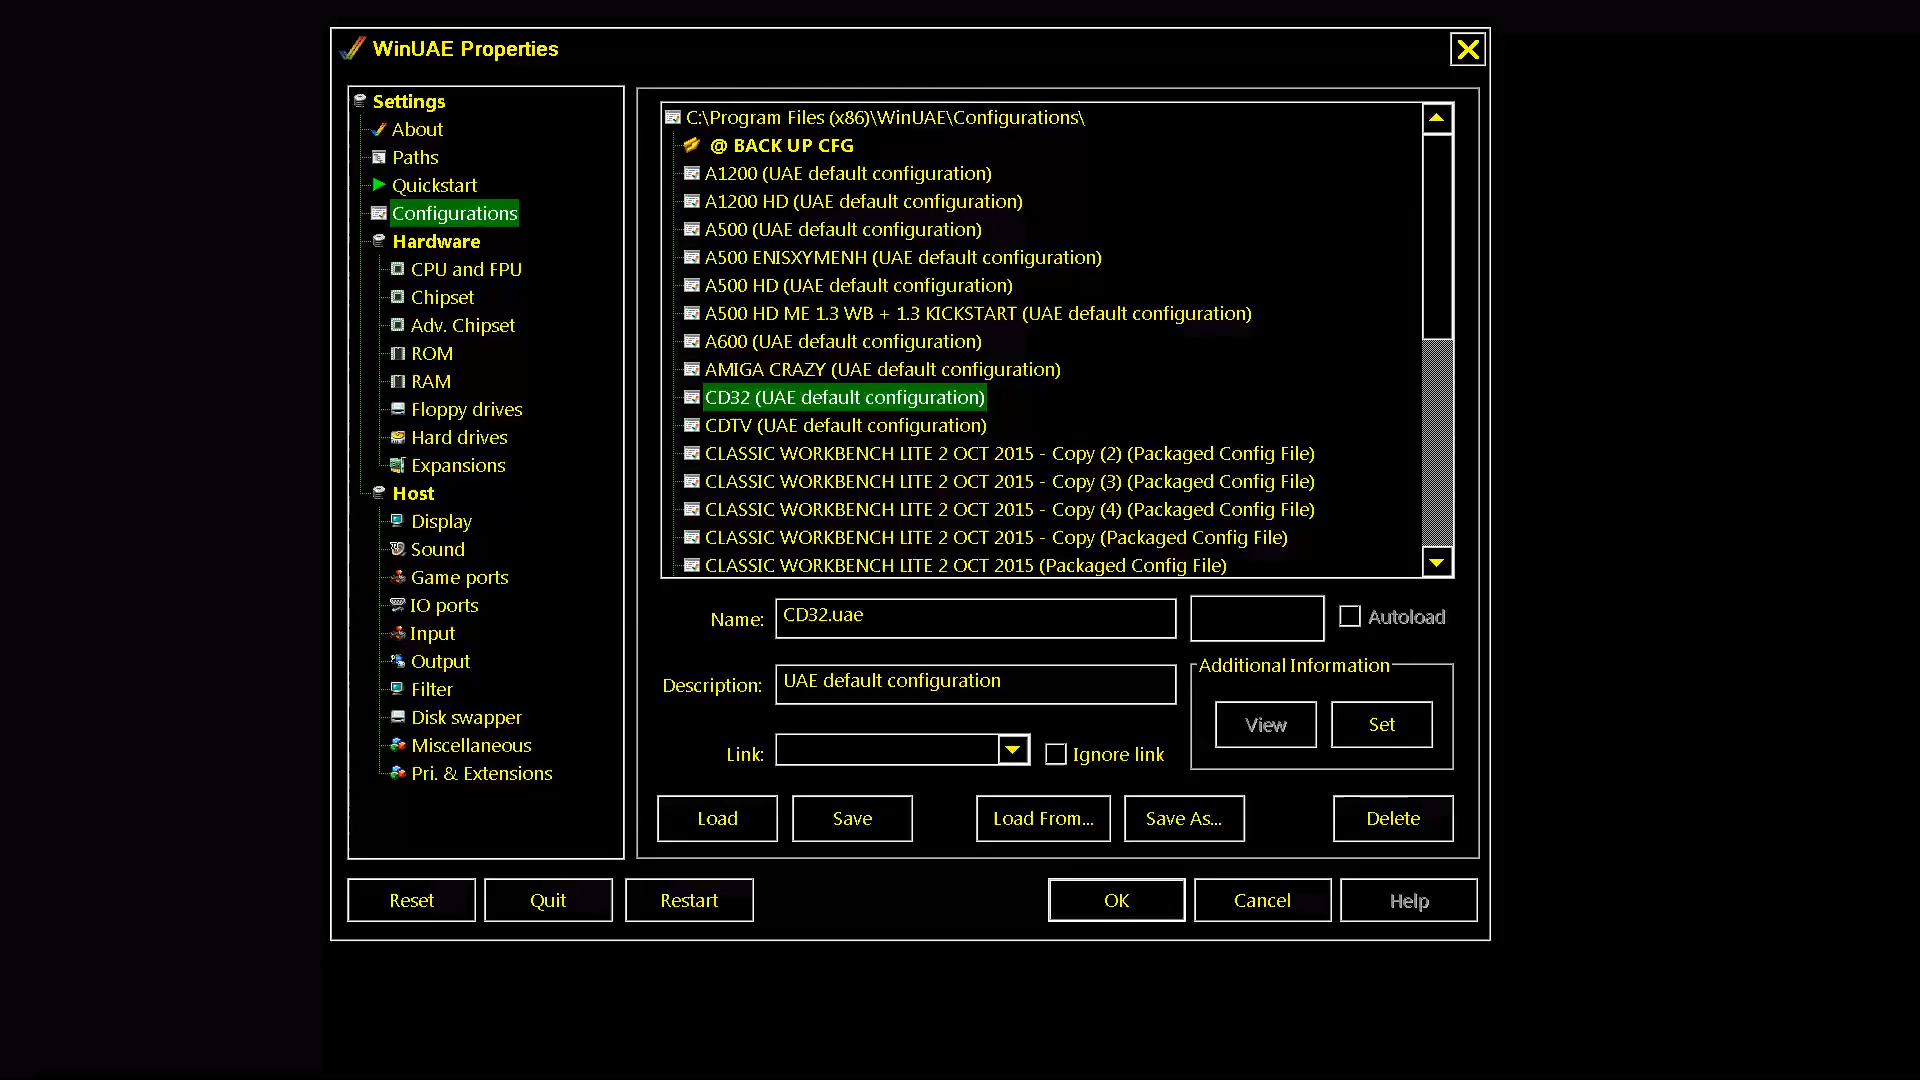 WinUAE Properties
Settings
About
Paths
Quickstart
Configurations
Hardware
CPU and FPU
Chipset
Adv. Chipset
ROM
RAM
Floppy drives
Hard drives
Expansions
Host
Display
Sound
Game ports
IO ports
Input
Output
Filter
Disk swapper
Miscellaneous
Pri. & Extensions
C:\Program Files (x86)\WinUAE\Configurations\
@ BACK UP CFG
A1200 (UAE default configuration)
A1200 HD (UAE default configuration)
A500 (UAE default configuration)
A500 ENISXYMENH (UAE default configuration)
A500 HD (UAE default configuration)
A500 HD ME 1.3 WB + 1.3 KICKSTART (UAE default configuration)
A600 (UAE default configuration)
AMIGA CRAZY (UAE default configuration)
CD32 (UAE default configuration)
CDTV (UAE default configuration)
CLASSIC WORKBENCH LITE 2 OCT 2015 - Copy (2) (Packaged Config File)
CLASSIC WORKBENCH LITE 2 OCT 2015 - Copy (3) (Packaged Config File)
CLASSIC WORKBENCH LITE 2 OCT 2015 - Copy (4) (Packaged Config File)
CLASSIC WORKBENCH LITE 2 OCT 2015 - Copy (Packaged Config File)
CLASSIC WORKBENCH LITE 2 OCT 2015 (Packaged Config File)
Name: CD32.uae Autoload
Description: UAE default configuration
Additional Information
View Set
Link: Ignore link
Load Save Load From... Save As... Delete
Reset Quit Restart OK Cancel Help